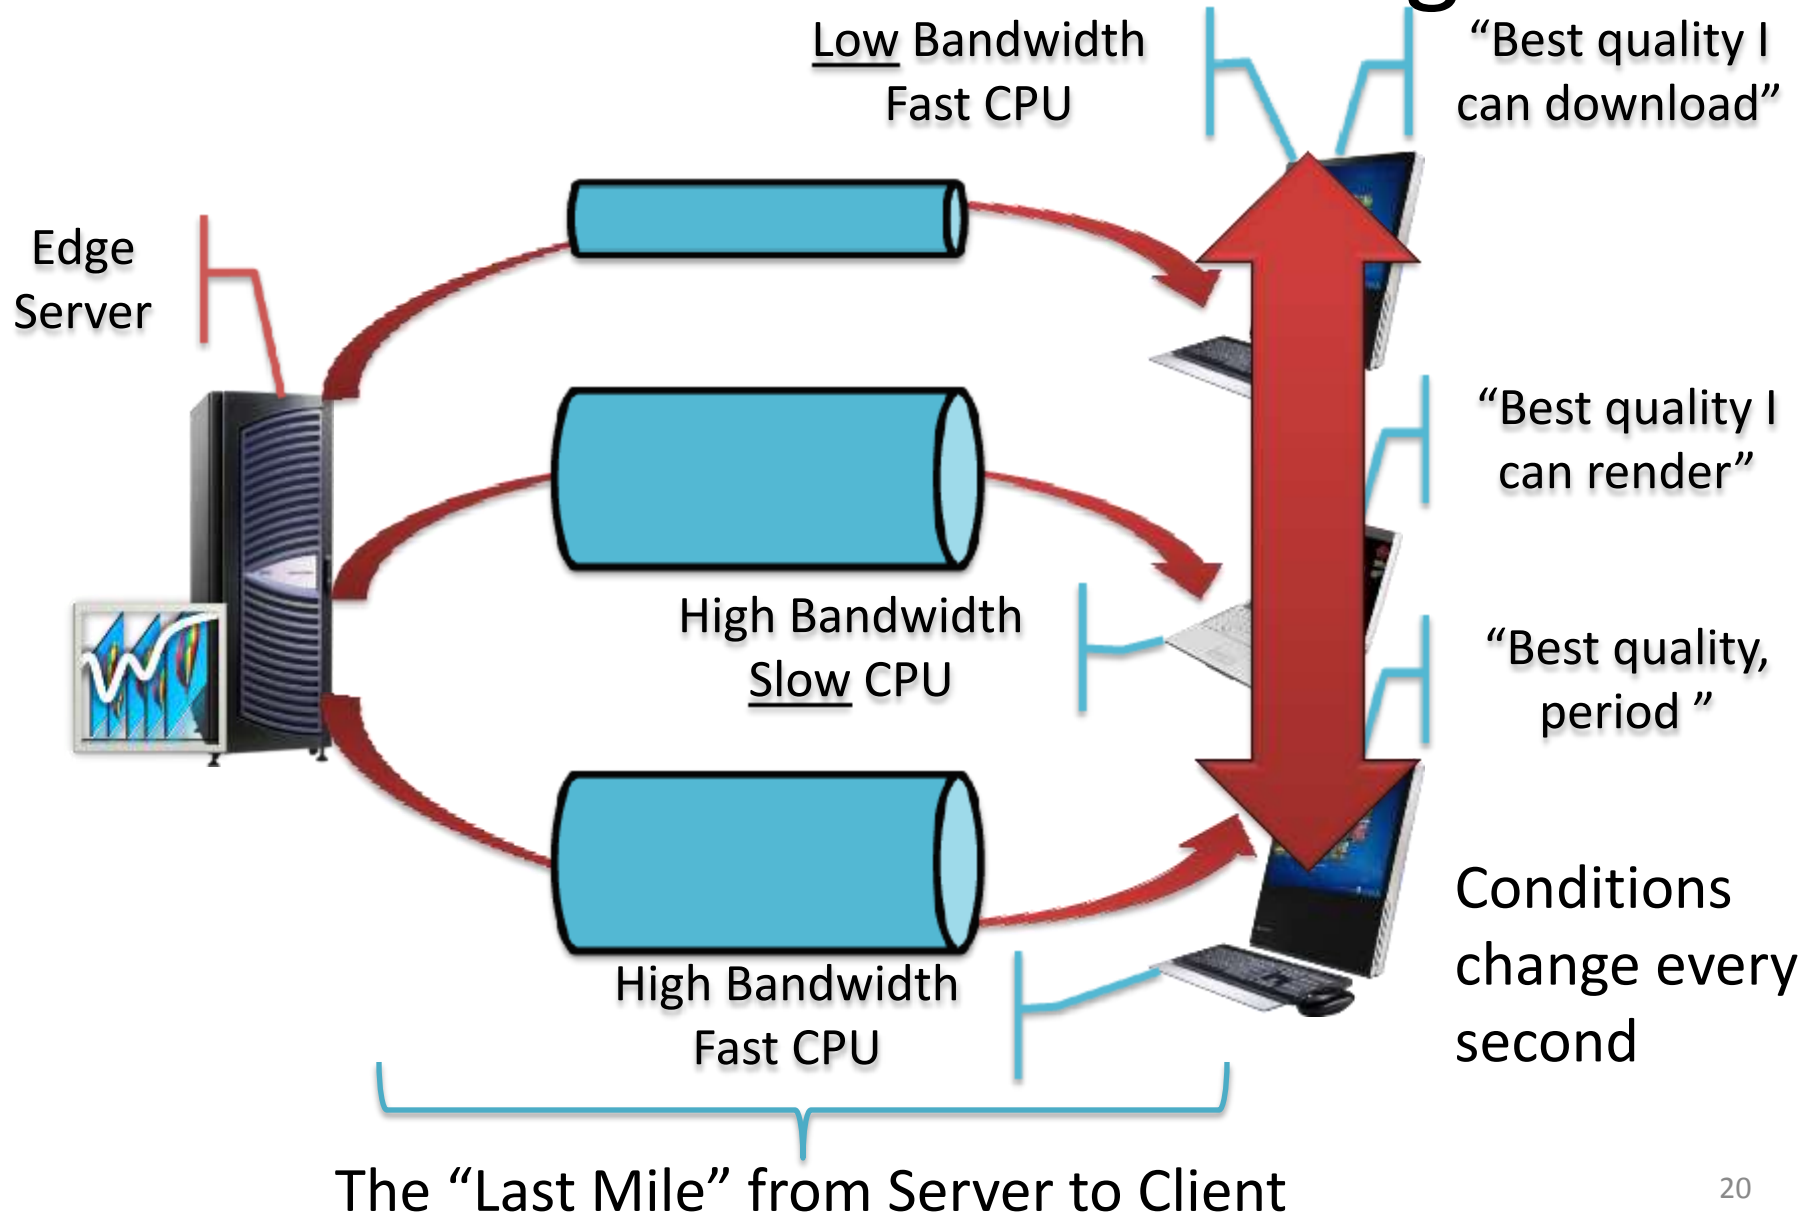 Low Bandwidth
Fast CPU
“Best quality I
can download”
Edge
Server
“Best quality I
can render”
High Bandwidth
Slow CPU
“Best quality,
period ”
High Bandwidth
Fast CPU
Conditions
change every
second
The “Last Mile” from Server to Client
20